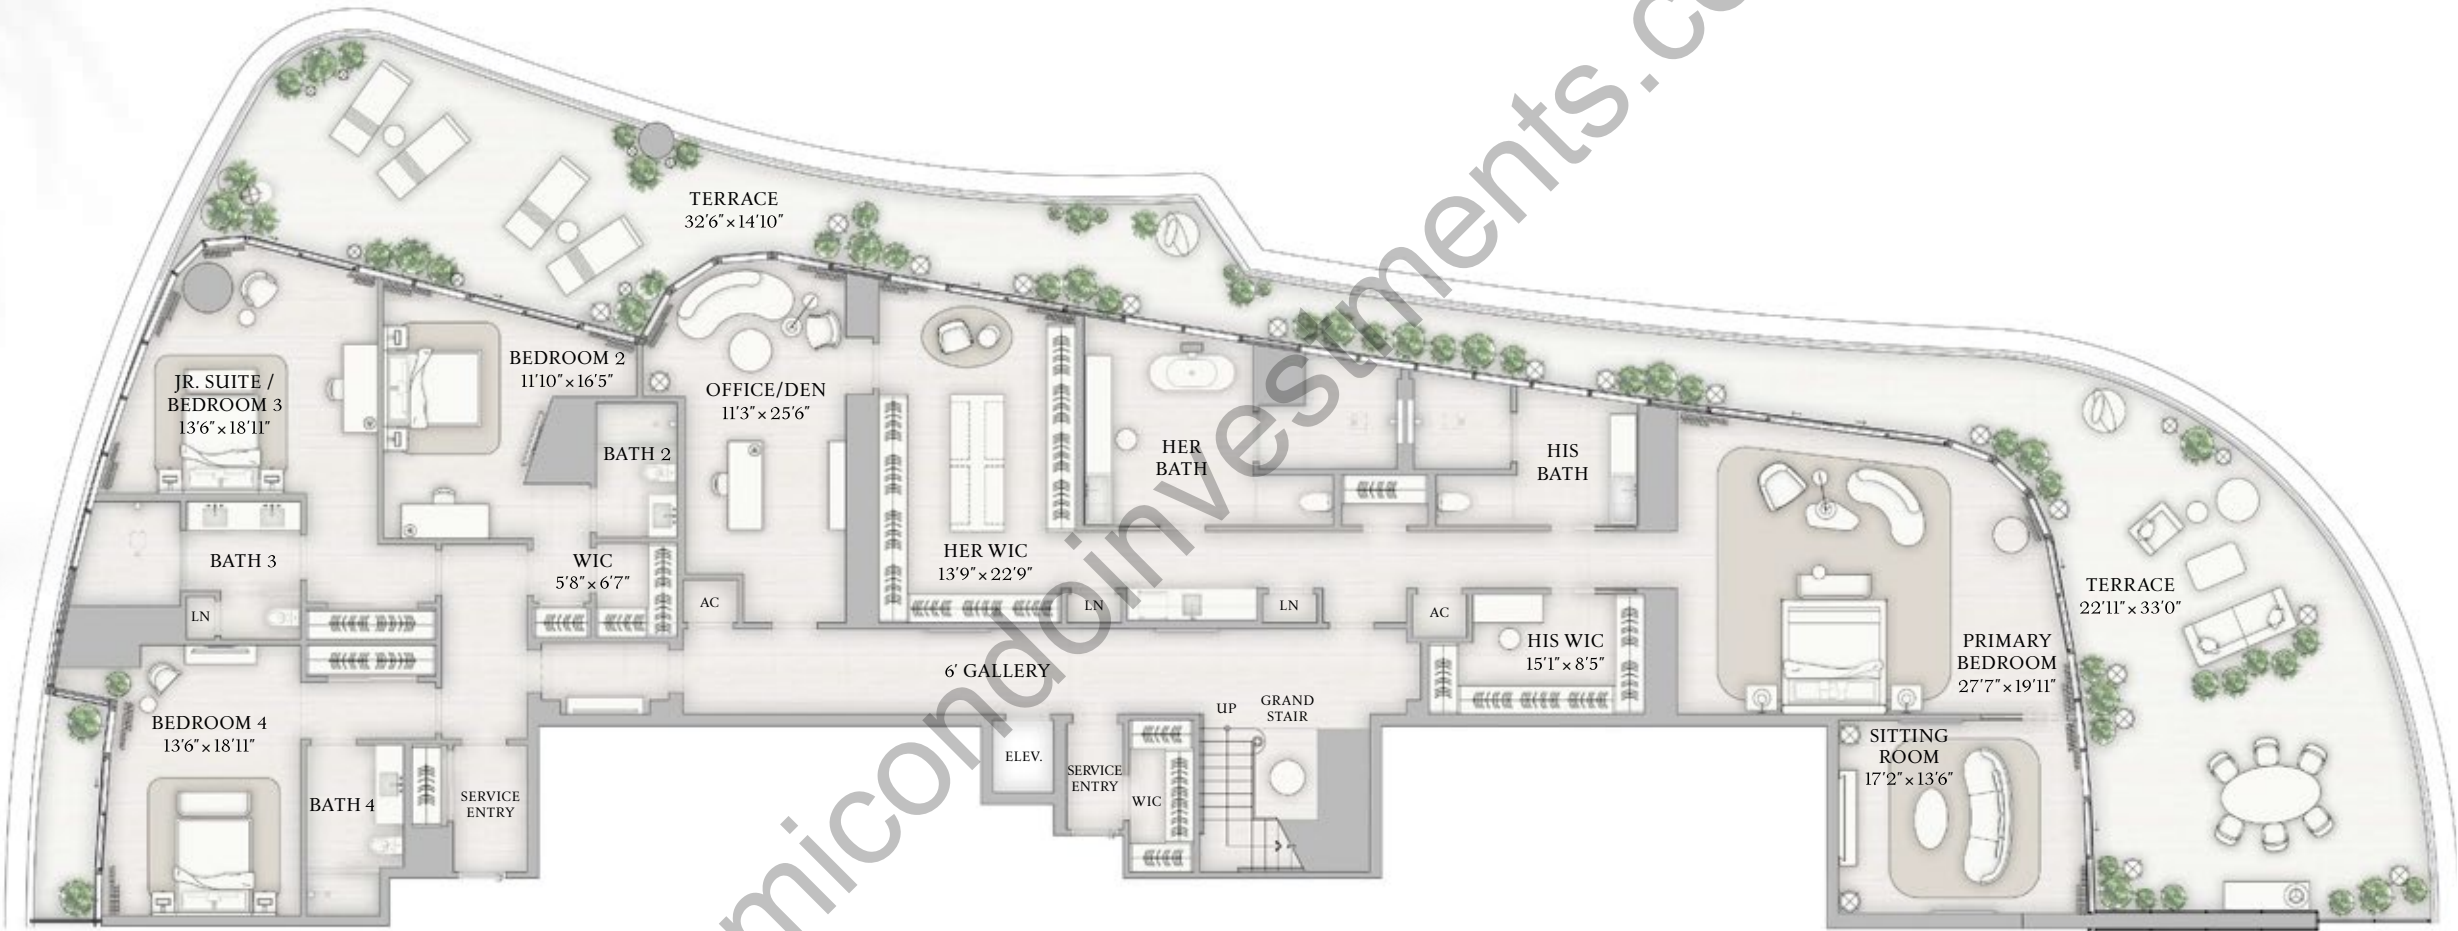 TERRACE
32'6" × 14'10"
BEDROOM 2
11'10" × 16'5"
JR. SUITE /
BEDROOM 3
13'6" × 18'11"
OFFICE/DEN
11'3" × 25'6"
BATH 2
HER
BATH
HIS
BATH
BATH 3
WIC
5'8" × 6'7"
HER WIC
13'9" × 22'9"
TERRACE
22'11" × 33'0"
LN
AC
LN
LN
AC
HIS WIC
15'1" × 8'5"
PRIMARY
BEDROOM
27'7" × 19'11"
6' GALLERY
UP
GRAND
STAIR
BEDROOM 4
13'6" × 18'11"
SITTING
ROOM
17'2" × 13'6"
ELEV.
SERVICE
ENTRY
WIC
BATH 4
SERVICE
ENTRY
micondoinvestments.co